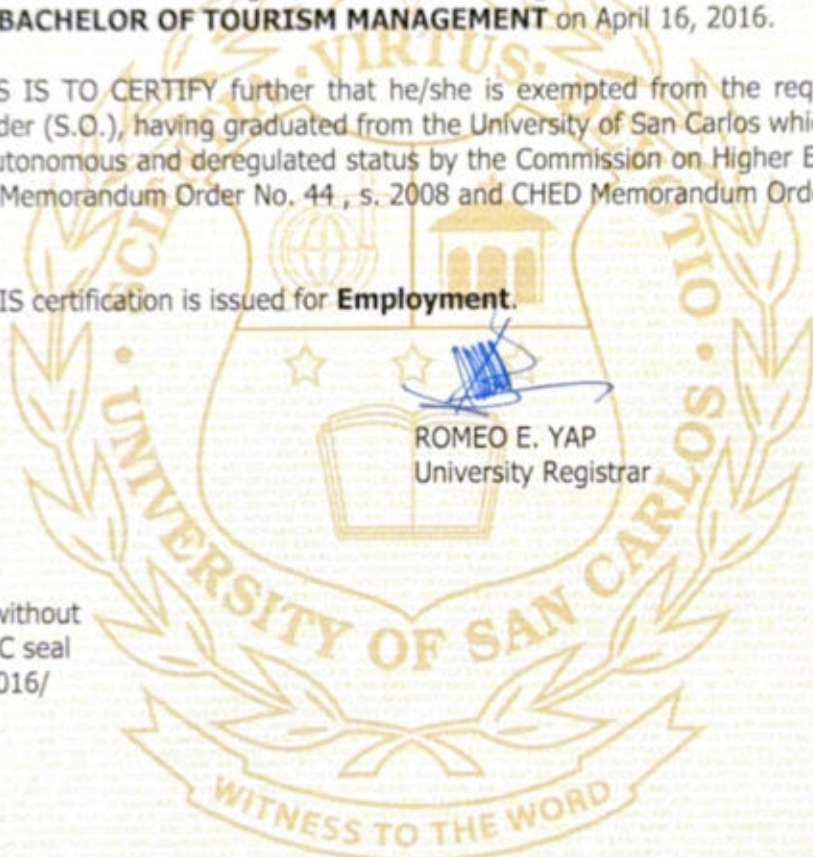 BACHELOR OF TOURISM MANAGEMENT on April 16, 2016.
S IS TO CERTIFY further that he/she is exempted from the req
der (S.O.), having graduated from the University of San Carlos whi
utonomous and deregulated status by the Commission on Higher E
Memorandum Order No. 44 , s. 2008 and CHED Memorandum Ord
IS certification is issued for Employment.
ROMEO E. YAP
University Registrar
without
C seal
016/
SCIENTIA · VIRTUS · DEVOTIO
UNIVERSITY OF SAN CARLOS
WITNESS TO THE WORD